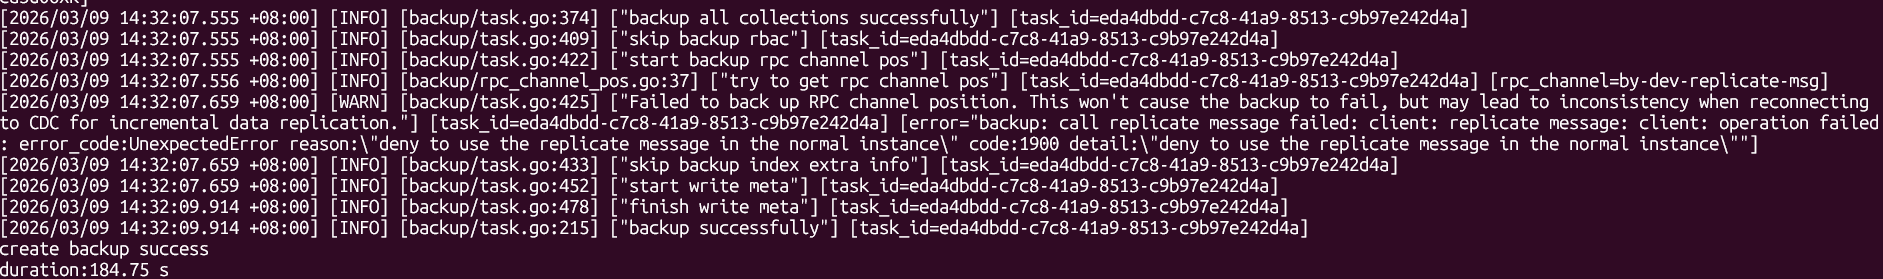 [2026/03/09 14:32:07.555 +08:00] [INFO] [backup/task.go:374] ["backup all collections successfully"] [task_id=eda4dbdd-c7c8-41a9-8513-c9b97e242d4a]
[2026/03/09 14:32:07.555 +08:00] [INFO] [backup/task.go:409] ["skip backup rbac"] [task_id=eda4dbdd-c7c8-41a9-8513-c9b97e242d4a]
[2026/03/09 14:32:07.555 +08:00] [INFO] [backup/task.go:422] ["start backup rpc channel pos"] [task_id=eda4dbdd-c7c8-41a9-8513-c9b97e242d4a]
[2026/03/09 14:32:07.556 +08:00] [INFO] [backup/rpc_channel_pos.go:37] ["try to get rpc channel pos"] [task_id=eda4dbdd-c7c8-41a9-8513-c9b97e242d4a] [rpc_channel=by-dev-replicate-msg]
[2026/03/09 14:32:07.659 +08:00] [WARN] [backup/task.go:425] ["Failed to back up RPC channel position. This won't cause the backup to fail, but may lead to inconsistency when reconnecting
to CDC for incremental data replication."] [task_id=eda4dbdd-c7c8-41a9-8513-c9b97e242d4a] [error="backup: call replicate message failed: client: replicate message: client: operation failed
: error_code:UnexpectedError reason:\"deny to use the replicate message in the normal instance\" code:1900 detail:\"deny to use the replicate message in the normal instance\""]
[2026/03/09 14:32:07.659 +08:00] [INFO] [backup/task.go:433] ["skip backup index extra info"] [task_id=eda4dbdd-c7c8-41a9-8513-c9b97e242d4a]
[2026/03/09 14:32:07.659 +08:00] [INFO] [backup/task.go:452] ["start write meta"] [task_id=eda4dbdd-c7c8-41a9-8513-c9b97e242d4a]
[2026/03/09 14:32:09.914 +08:00] [INFO] [backup/task.go:478] ["finish write meta"] [task_id=eda4dbdd-c7c8-41a9-8513-c9b97e242d4a]
[2026/03/09 14:32:09.914 +08:00] [INFO] [backup/task.go:215] ["backup successfully"] [task_id=eda4dbdd-c7c8-41a9-8513-c9b97e242d4a]
create backup success
duration:184.75 s